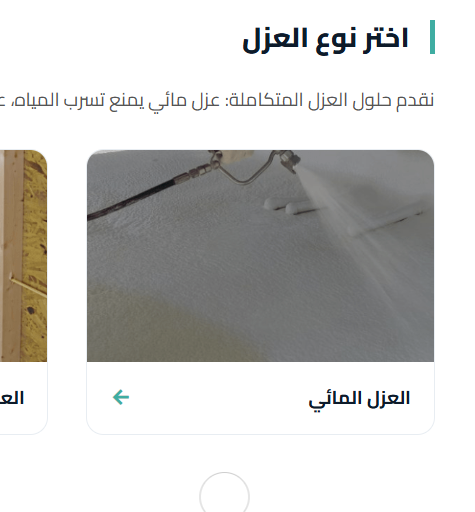 اختر نوع العزل
نقدم حلول العزل المتكاملة: عزل مائي يمنع تسرب المياه،
العزل المائي